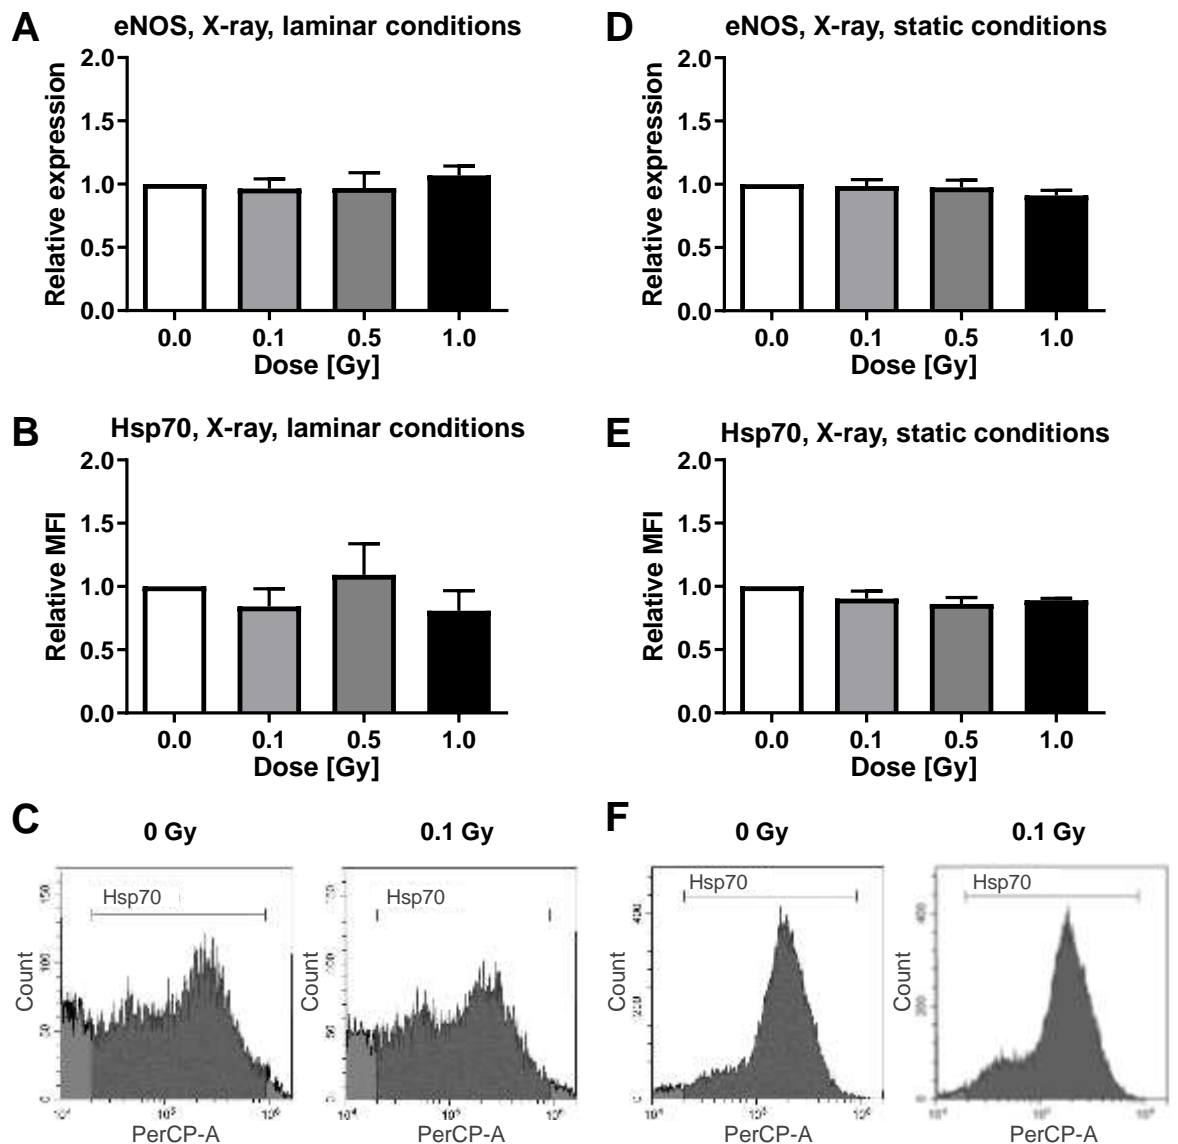 A
eNOS, X-ray, laminar conditions
Relative expression
2.0
1.5
1.0
0.5
0.0
0.0 0.1 0.5 1.0
Dose [Gy]
D
eNOS, X-ray, static conditions
Relative expression
2.0
1.5
1.0
0.5
0.0
0.0 0.1 0.5 1.0
Dose [Gy]
B
Hsp70, X-ray, laminar conditions
Relative MFI
2.0
1.5
1.0
0.5
0.0
0.0 0.1 0.5 1.0
Dose [Gy]
E
Hsp70, X-ray, static conditions
Relative MFI
2.0
1.5
1.0
0.5
0.0
0.0 0.1 0.5 1.0
Dose [Gy]
C
0 Gy
Hsp70
Count
PerCP-A
0.1 Gy
Hsp70
Count
PerCP-A
F
0 Gy
Hsp70
Count
400
200
0
PerCP-A
0.1 Gy
Hsp70
Count
400
200
0
PerCP-A